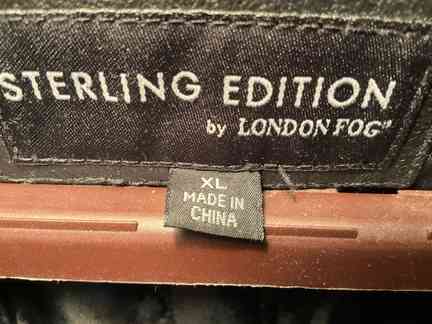 STERLING EDITION
by LONDON FOG"
XL
MADE IN
CHINA